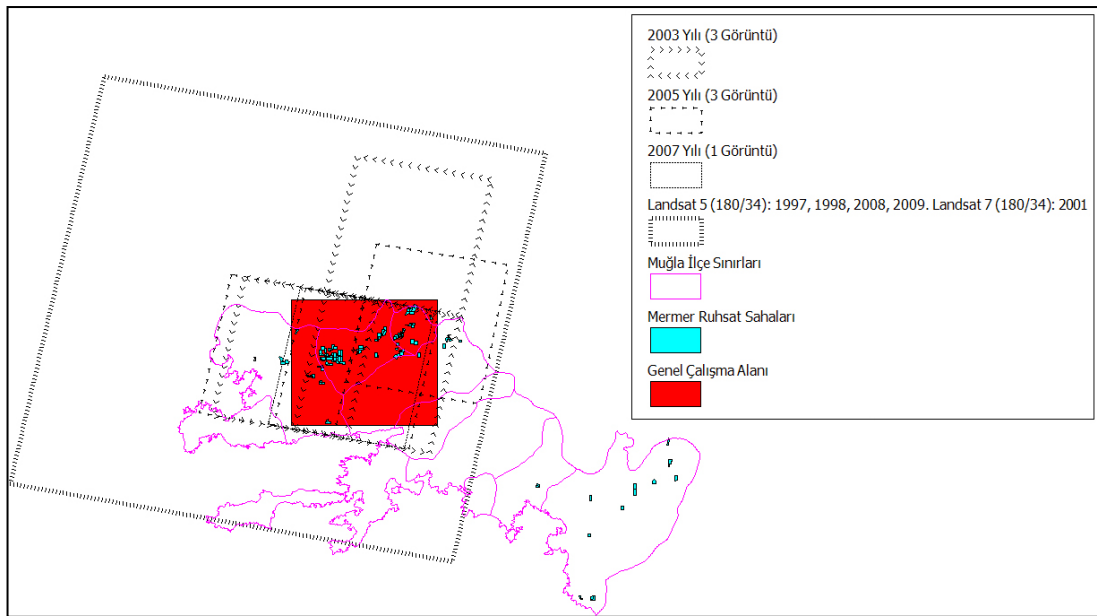 2003 Yılı (3 Görüntü)
2005 Yılı (3 Görüntü)
2007 Yılı (1 Görüntü)
Landsat 5 (180/34): 1997, 1998, 2008, 2009. Landsat 7 (180/34): 2001
Muğla İlçe Sınırları
Mermer Ruhsat Sahaları
Genel Çalışma Alanı